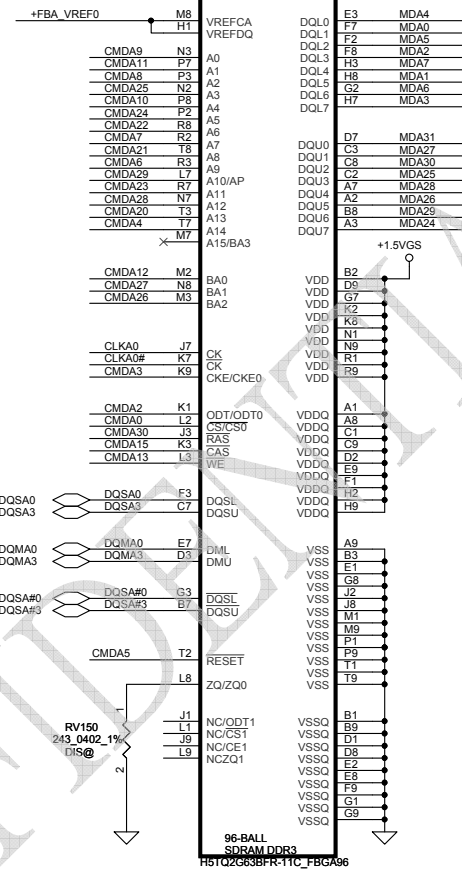 +FBA_VREF0 M8 VREFCA DQL0 E3 MDA4
H1 VREFDQ DQL1 F7 MDA0
DQL2 F2 MDA5
CMDA9 N3 A0 DQL3 F8 MDA2
CMDA11 P7 A1 DQL4 H3 MDA7
CMDA8 P3 A2 DQL5 H8 MDA1
CMDA25 N2 A3 DQL6 G2 MDA6
CMDA10 P8 A4 DQL7 H7 MDA3
CMDA24 P2 A5
CMDA22 R8 A6
CMDA7 R2 A7 DQU0 D7 MDA31
CMDA21 T8 A8 DQU1 C3 MDA27
CMDA6 R3 A9 DQU2 C8 MDA30
CMDA29 L7 A10/AP DQU3 C2 MDA25
CMDA23 R7 A11 DQU4 A7 MDA28
CMDA28 N7 A12 DQU5 A2 MDA26
CMDA20 T3 A13 DQU6 B8 MDA29
CMDA4 T7 A14 DQU7 A3 MDA24
M7 A15/BA3
+1.5VGS
CMDA12 M2 BA0 VDD B2
CMDA27 N8 BA1 VDD D9
CMDA26 M3 BA2 VDD G7
VDD K2
VDD K8
VDD N1
CLKA0 J7 CK VDD N9
CLKA0# K7 CK VDD R1
CMDA3 K9 CKE/CKE0 VDD R9
CMDA2 K1 ODT/ODT0 VDDQ A1
CMDA0 L2 CS/CS0 VDDQ A8
CMDA30 J3 RAS VDDQ C1
CMDA15 K3 CAS VDDQ C9
CMDA13 L3 WE VDDQ D2
VDDQ E9
VDDQ F1
DQSA0 DQSA0 F3 DQSL VDDQ H2
DQSA3 DQSA3 C7 DQSU VDDQ H9
DQMA0 DQMA0 E7 DML VSS A9
DQMA3 DQMA3 D3 DMU VSS B3
VSS E1
VSS G8
DQSA#0 DQSA#0 G3 DQSL VSS J2
DQSA#3 DQSA#3 B7 DQSU VSS J8
VSS M1
VSS M9
VSS P1
CMDA5 T2 RESET VSS P9
VSS T1
L8 ZQ/ZQ0 VSS T9
1
RV150
243_0402_1%
DIS@
2
J1 NC/ODT1 VSSQ B1
L1 NC/CS1 VSSQ B9
J9 NC/CE1 VSSQ D1
L9 NCZQ1 VSSQ D8
VSSQ E2
VSSQ E8
VSSQ F9
VSSQ G1
VSSQ G9
96-BALL
SDRAM DDR3
H5TQ2G63BFR-11C_FBGA96